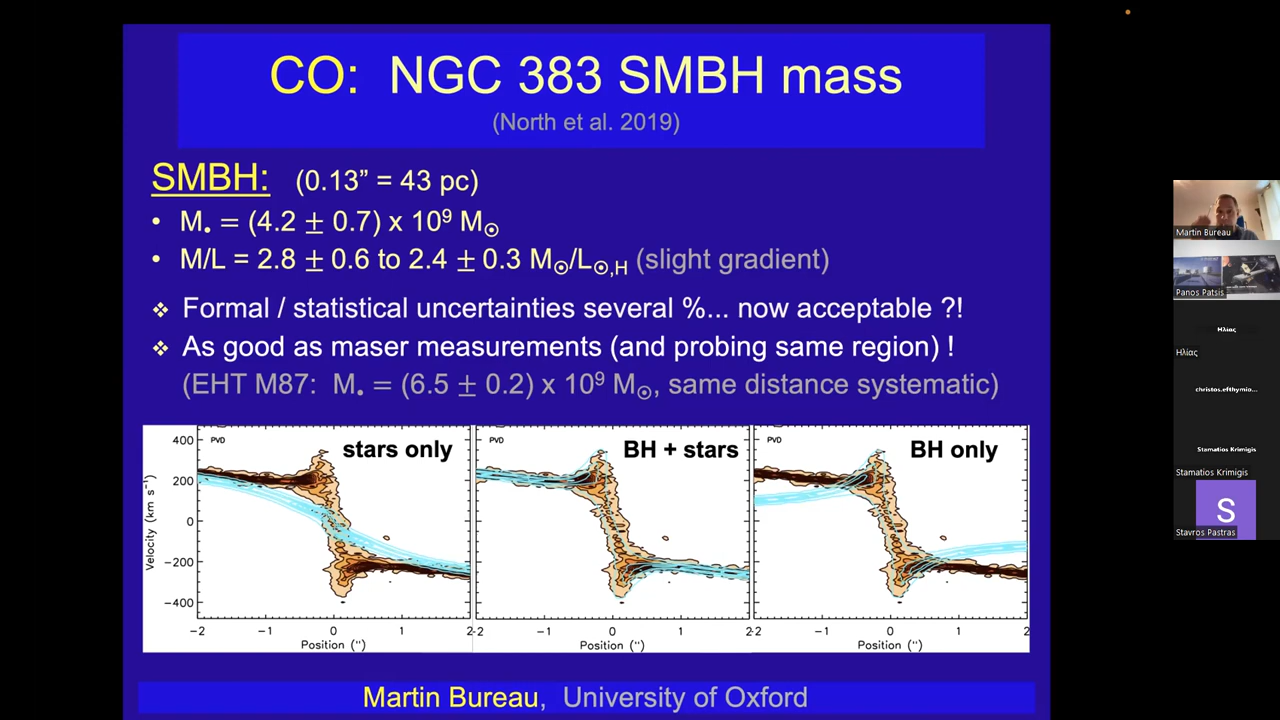 CO: NGC 383 SMBH mass
(North et al. 2019)
SMBH: (0.13” = 43 pc)
• M• = (4.2 ± 0.7) x 10⁹ M⊙
• M/L = 2.8 ± 0.6 to 2.4 ± 0.3 M⊙/L⊙,H (slight gradient)
❖ Formal / statistical uncertainties several %... now acceptable ?!
❖ As good as maser measurements (and probing same region) !
(EHT M87: M• = (6.5 ± 0.2) x 10⁹ M⊙, same distance systematic)
PVD stars only
PVD BH + stars
PVD BH only
Velocity (km s⁻¹)
400
200
0
−200
−400
−2 −1 0 1 2
-2 −1 0 1 2
-2 −1 0 1 2
Position (")
Position (")
Position (")
Martin Bureau, University of Oxford
Martin Bureau
Panos Patsis
Ηλίας
Ηλίας
christos.efthymio...
Stamatios Krimigis
Stamatios Krimigis
S
Stavros Pastras